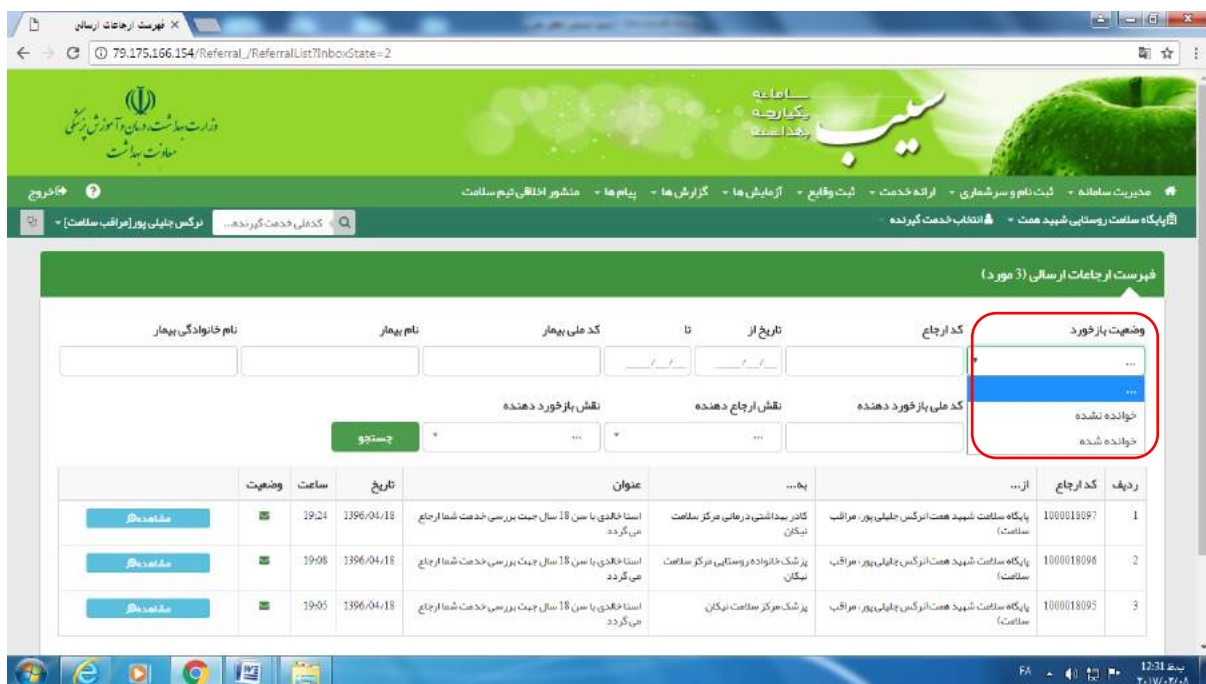 فهرست ارجاعات ارسالی
79.175.166.154/Referral_/ReferralList?InboxState=2
وزارت بهداشت، درمان و آموزش پزشکی
معاونت بهداشت
سامانه
یکپارچه
بهداشت
سیب
مدیریت سامانه
ثبت نام و سرشماری
ارائه خدمت
ثبت وقایع
آزمایش ها
گزارش ها
پیام ها
منشور اخلاقی تیم سلامت
خروج
پایگاه سلامت روستایی شهید همت
انتخاب خدمت گیرنده
کدملی خدمت گیرنده...
نرگس جلیلی پور [مراقب سلامت]
فهرست ارجاعات ارسالی (3 مورد)
وضعیت بازخورد کد ارجاع تاریخ از تا کد ملی بیمار نام بیمار نام خانوادگی بیمار
...
...
خوانده نشده
خوانده شده
کد ملی بازخورد دهنده نقش ارجاع دهنده نقش بازخورد دهنده
... ... جستجو
ردیف کد ارجاع از... به... عنوان تاریخ ساعت وضعیت
1 1000018097 پایگاه سلامت شهید همت(نرگس جلیلی پور، مراقب سلامت) کادر بهداشتی درمانی مرکز سلامت نیکان استا خالدی با سن 18 سال جهت بررسی خدمت شما ارجاع می گردد 1396/04/18 19:24 مشاهده
2 1000018096 پایگاه سلامت شهید همت(نرگس جلیلی پور، مراقب سلامت) پزشک خانواده روستایی مرکز سلامت نیکان استا خالدی با سن 18 سال جهت بررسی خدمت شما ارجاع می گردد 1396/04/18 19:08 مشاهده
3 1000018095 پایگاه سلامت شهید همت(نرگس جلیلی پور، مراقب سلامت) پزشک مرکز سلامت نیکان استا خالدی با سن 18 سال جهت بررسی خدمت شما ارجاع می گردد 1396/04/18 19:05 مشاهده
FA
12:31 ب.ظ